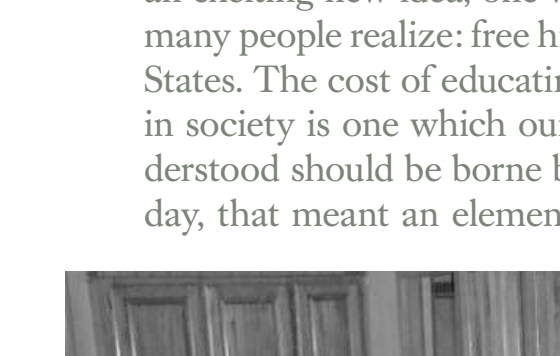 an exciting new idea, one
many people realize: free
States. The cost of
in society is one which
derstood should be borne
day, that meant an